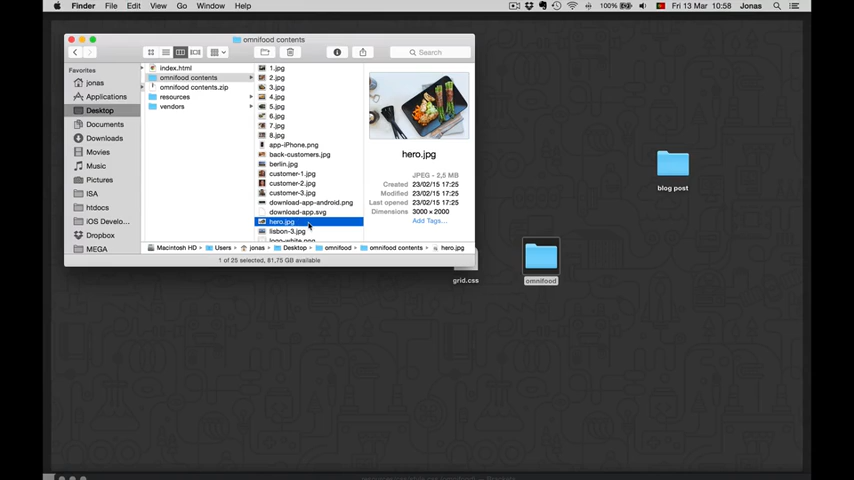 Finder File Edit View Go Window Help 100% Fri 13 Mar 10:58 Jonas
omnifood contents
Search
Favorites
jonas
Applications
Desktop
Documents
Downloads
Movies
Music
Pictures
ISA
htdocs
iOS Develo...
Dropbox
MEGA
index.html
omnifood contents
omnifood contents.zip
resources
vendors
1.jpg
2.jpg
3.jpg
4.jpg
5.jpg
6.jpg
7.jpg
8.jpg
app-iPhone.png
back-customers.jpg
berlin.jpg
customer-1.jpg
customer-2.jpg
customer-3.jpg
download-app-android.png
download-app.svg
hero.jpg
lisbon-3.jpg
logo-white.png
hero.jpg
JPEG - 2,5 MB
Created 23/02/15 17:25
Modified 23/02/15 17:25
Last opened 23/02/15 17:25
Dimensions 3000 × 2000
Add Tags...
Macintosh HD Users jonas Desktop omnifood omnifood contents hero.jpg
1 of 25 selected, 81,75 GB available
blog post
grid.css
omnifood